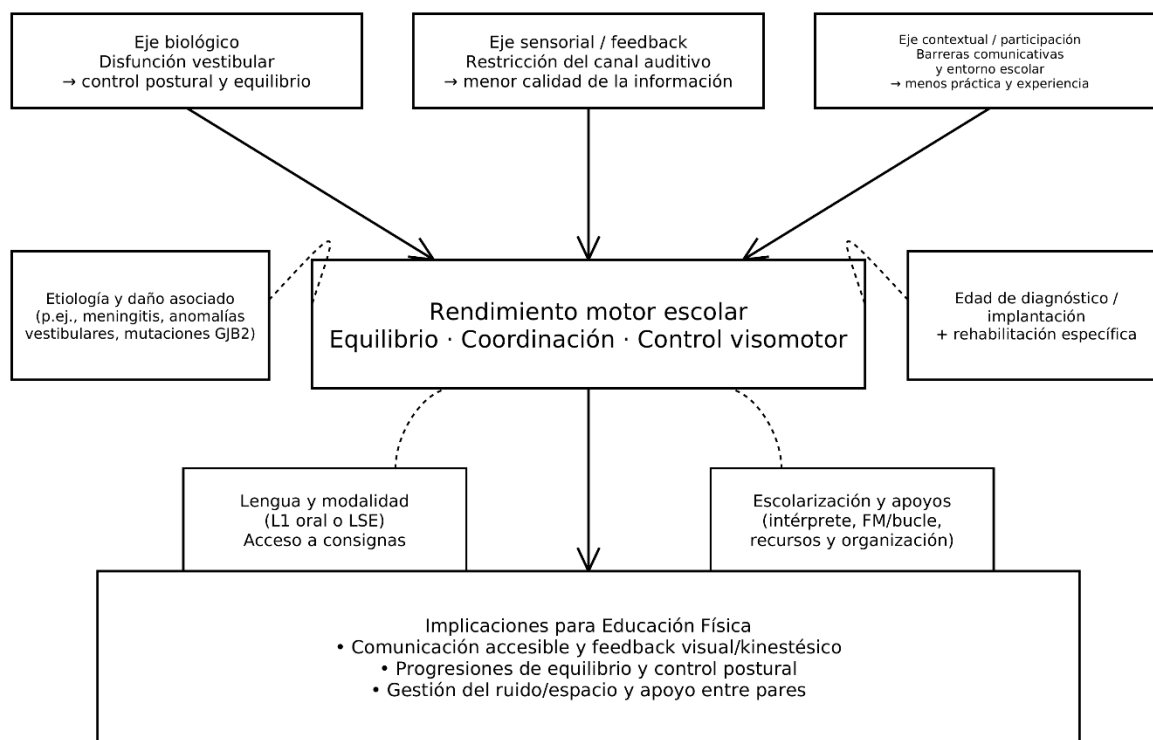 Eje biológico
Disfunción vestibular
→ control postural y equilibrio
Eje sensorial / feedback
Restricción del canal auditivo
→ menor calidad de la información
Eje contextual / participación
Barreras comunicativas
y entorno escolar
→ menos práctica y experiencia
Etiología y daño asociado
(p.ej., meningitis, anomalías
vestibulares, mutaciones GJB2)
Rendimiento motor escolar
Equilibrio · Coordinación · Control visomotor
Edad de diagnóstico /
implantación
+ rehabilitación específica
Lengua y modalidad
(L1 oral o LSE)
Acceso a consignas
Escolarización y apoyos
(intérprete, FM/bucle,
recursos y organización)
Implicaciones para Educación Física
• Comunicación accesible y feedback visual/kinestésico
• Progresiones de equilibrio y control postural
• Gestión del ruido/espacio y apoyo entre pares